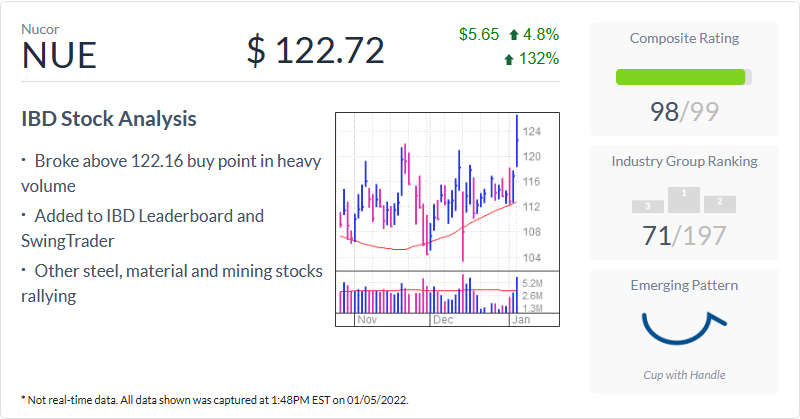 Nucor
NUE
$ 122.72
$5.65 4.8%
132%
IBD Stock Analysis
· Broke above 122.16 buy point in heavy
volume
· Added to IBD Leaderboard and
SwingTrader
· Other steel, material and mining stocks
rallying
124
120
116
112
108
104
5.2M
2.6M
1.3M
Nov Dec Jan
Composite Rating
98/99
Industry Group Ranking
3 1 2
71/197
Emerging Pattern
Cup with Handle
* Not real-time data. All data shown was captured at 1:48PM EST on 01/05/2022.